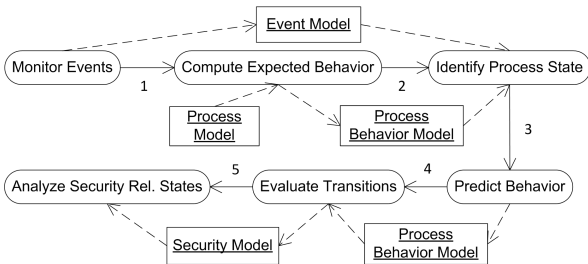 Event Model
Monitor Events
Compute Expected Behavior
Identify Process State
1
2
Process
Model
Process
Behavior Model
3
Analyze Security Rel. States
5
Evaluate Transitions
4
Predict Behavior
Security Model
Process
Behavior Model